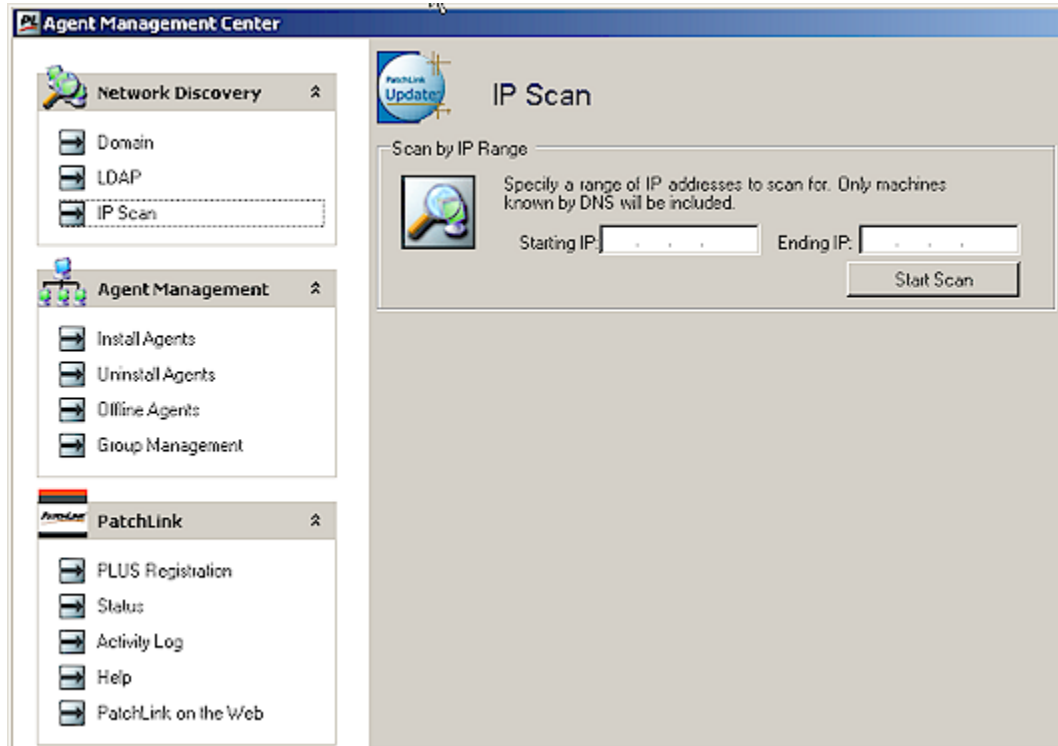 PL Agent Management Center
Network Discovery
Domain
LDAP
IP Scan
Agent Management
Install Agents
Uninstall Agents
Offline Agents
Group Management
PatchLink
PatchLink
PLUS Registration
Status
Activity Log
Help
PatchLink on the Web
PatchLink
Update
IP Scan
Scan by IP Range
Specify a range of IP addresses to scan for. Only machines
known by DNS will be included.
Starting IP: . . . Ending IP: . . .
Start Scan